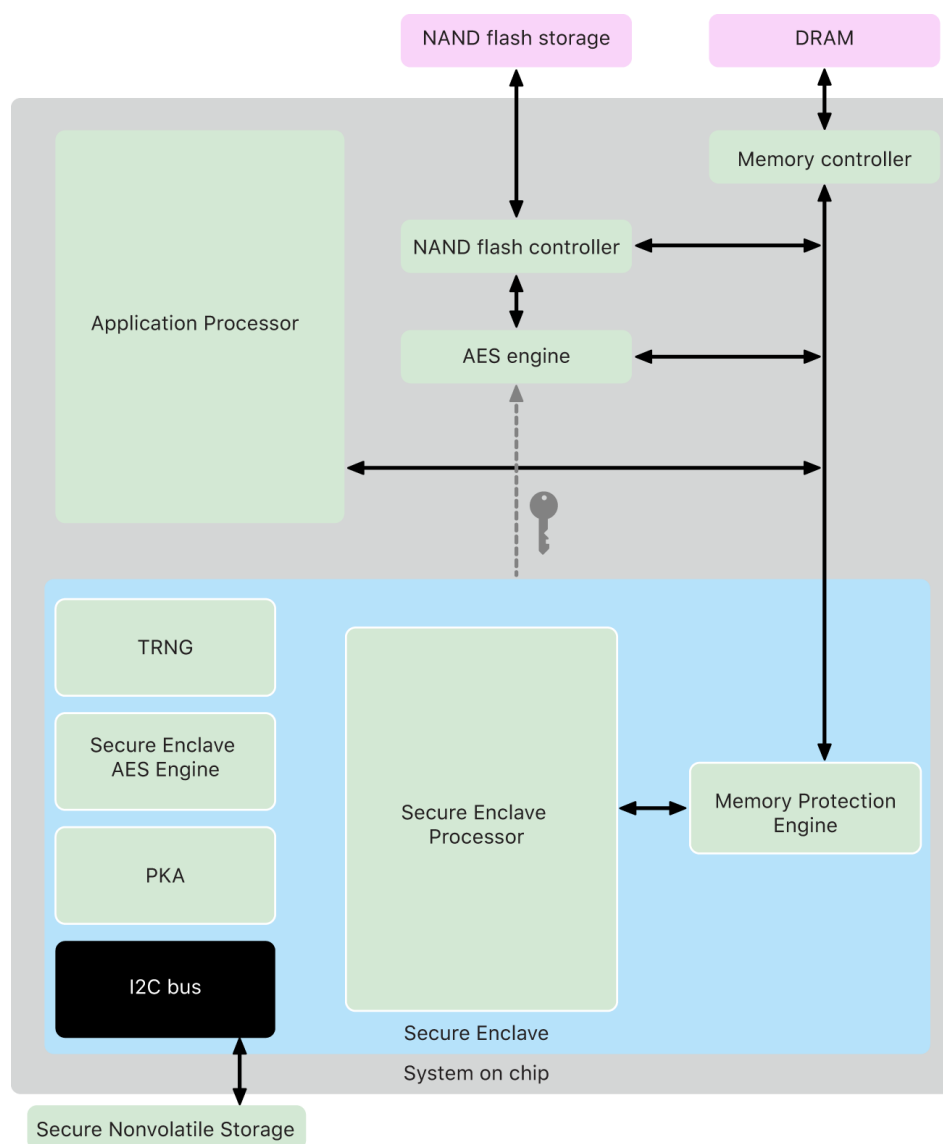 NAND flash storage
DRAM
Memory controller
NAND flash controller
Application Processor
AES engine
TRNG
Secure Enclave
AES Engine
Secure Enclave
Processor
Memory Protection
Engine
PKA
I2C bus
Secure Enclave
System on chip
Secure Nonvolatile Storage